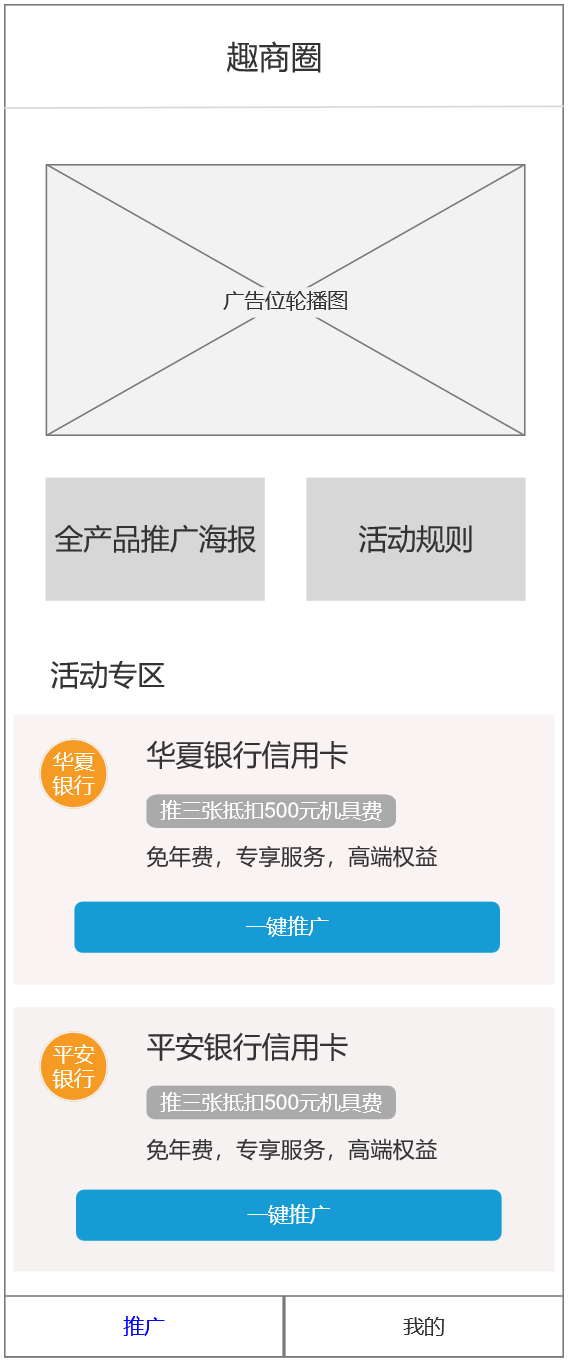 趣商圈
广告位轮播图
全产品推广海报
活动规则
活动专区
华夏
银行
华夏银行信用卡
推三张抵扣500元机具费
免年费，专享服务，高端权益
一键推广
平安
银行
平安银行信用卡
推三张抵扣500元机具费
免年费，专享服务，高端权益
一键推广
推广
我的